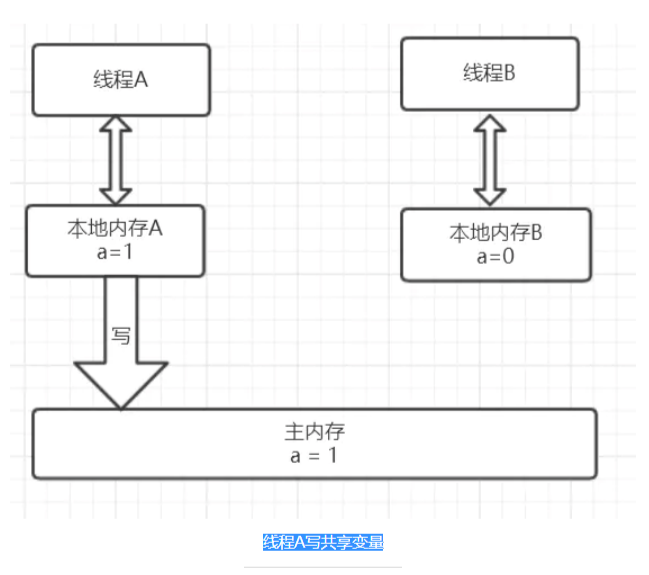 线程A
线程B
本地内存A
a=1
本地内存B
a=0
写
主内存
a = 1
线程A写共享变量